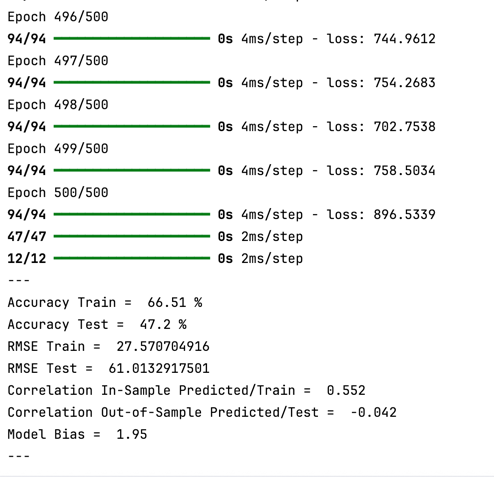 Epoch 496/500
94/94 ━━━━━━━━━━━━━━━━━━━━ 0s 4ms/step - loss: 744.9612
Epoch 497/500
94/94 ━━━━━━━━━━━━━━━━━━━━ 0s 4ms/step - loss: 754.2683
Epoch 498/500
94/94 ━━━━━━━━━━━━━━━━━━━━ 0s 4ms/step - loss: 702.7538
Epoch 499/500
94/94 ━━━━━━━━━━━━━━━━━━━━ 0s 4ms/step - loss: 758.5034
Epoch 500/500
94/94 ━━━━━━━━━━━━━━━━━━━━ 0s 4ms/step - loss: 896.5339
47/47 ━━━━━━━━━━━━━━━━━━━━ 0s 2ms/step
12/12 ━━━━━━━━━━━━━━━━━━━━ 0s 2ms/step
---
Accuracy Train =  66.51 %
Accuracy Test =  47.2 %
RMSE Train =  27.570704916
RMSE Test =  61.0132917501
Correlation In-Sample Predicted/Train =  0.552
Correlation Out-of-Sample Predicted/Test =  -0.042
Model Bias =  1.95
---